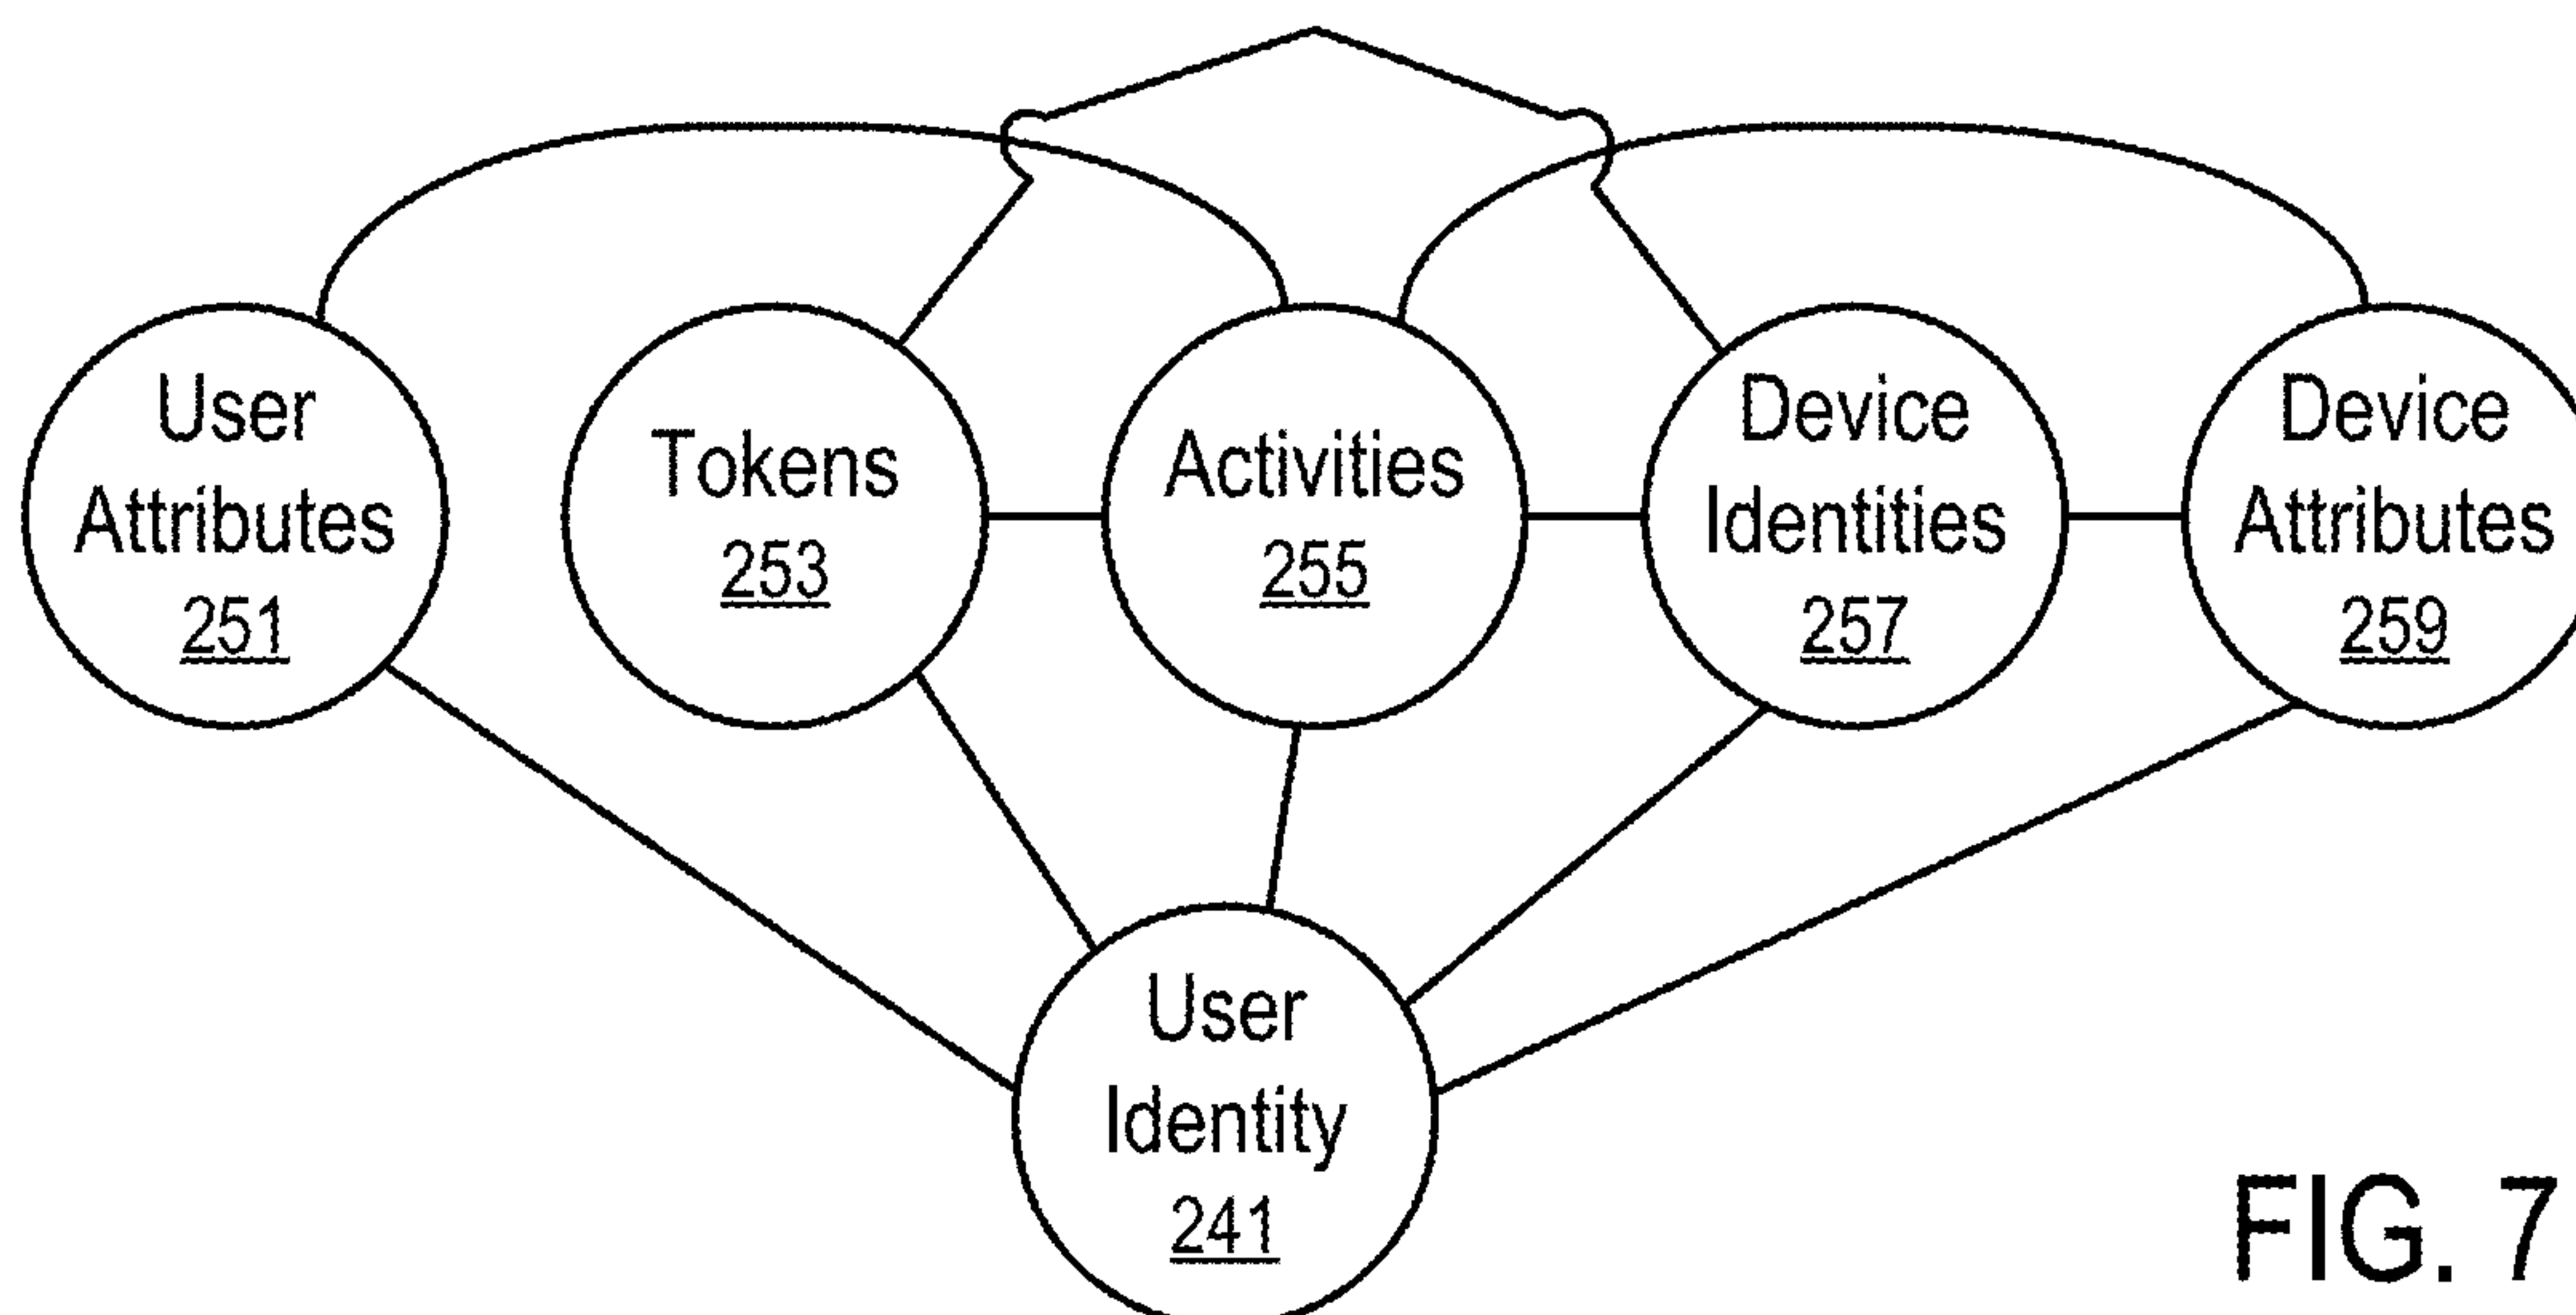 User
Attributes
251
Tokens
253
Activities
255
Device
Identities
257
Device
Attributes
259
User
Identity
241
FIG. 7